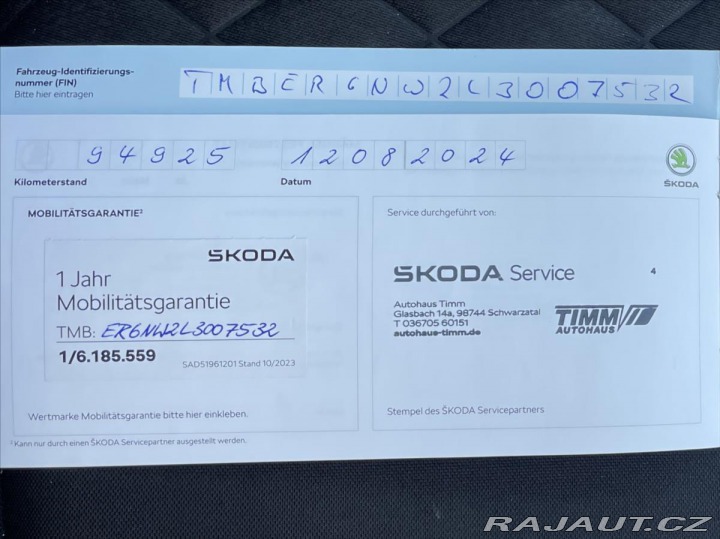 Fahrzeug-Identifizierungs-
nummer (FIN)
Bitte hier eintragen
TMBER6NW2L3007532
94925
12082024
Kilometerstand
Datum
ŠKODA
MOBILITÄTSGARANTIE²
ŠKODA
1 Jahr
Mobilitätsgarantie
TMB: ER6NW2L3007532
1/6.185.559
SAD51961201 Stand 10/2023
Wertmarke Mobilitätsgarantie bitte hier einkleben.
² Kann nur durch einen ŠKODA Servicepartner ausgestellt werden.
Service durchgeführt von:
ŠKODA Service
4
Autohaus Timm
Glasbach 14a, 98744 Schwarzatal
T 036705 60151
autohaus-timm.de
TIMM
AUTOHAUS
Stempel des ŠKODA Servicepartners
RAJAUT.CZ